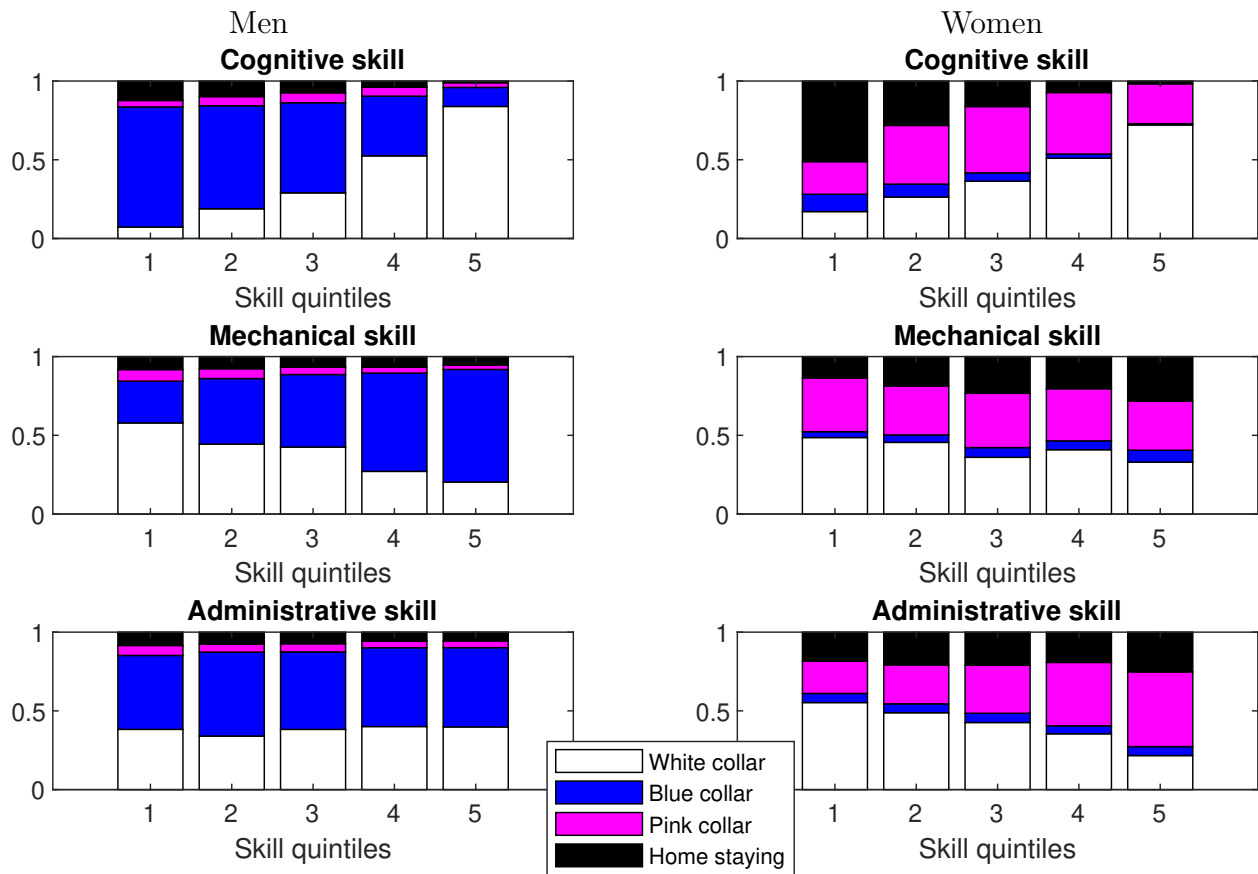 Men
Women
Cognitive skill
Cognitive skill
1
0.5
0
1 2 3 4 5
Skill quintiles
1
0.5
0
1 2 3 4 5
Skill quintiles
Mechanical skill
Mechanical skill
1
0.5
0
1 2 3 4 5
Skill quintiles
1
0.5
0
1 2 3 4 5
Skill quintiles
Administrative skill
Administrative skill
1
0.5
0
1 2 3 4 5
Skill quintiles
1
0.5
0
1 2 3 4 5
Skill quintiles
White collar
Blue collar
Pink collar
Home staying